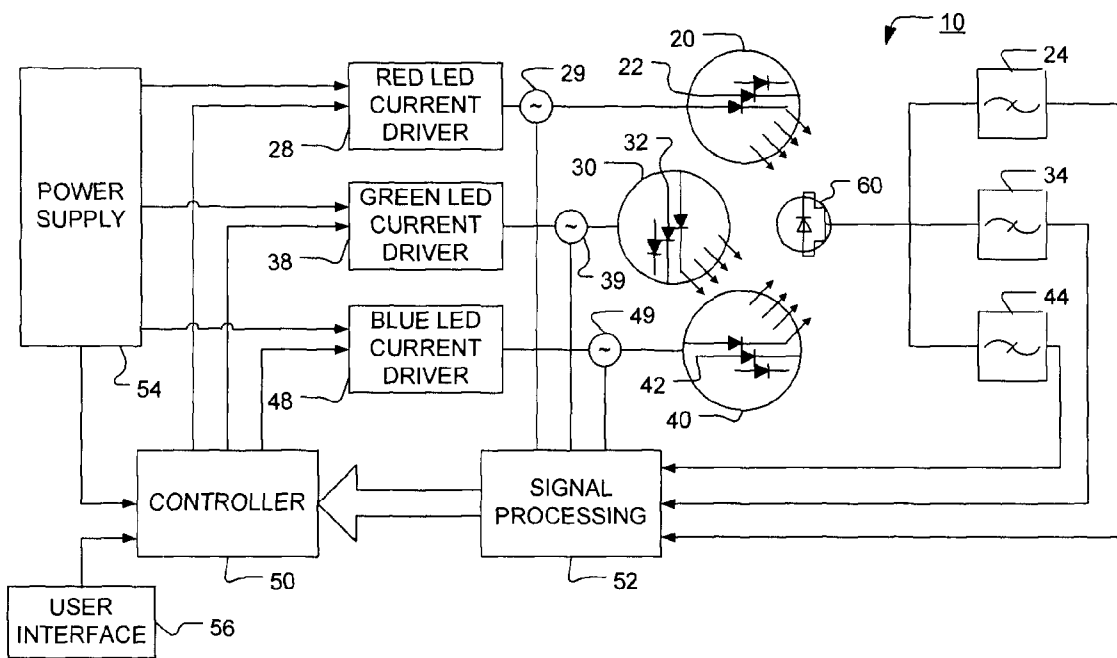 10
20
24
22
29
RED LED
CURRENT
DRIVER
28
32
30
60
34
POWER
SUPPLY
GREEN LED
CURRENT
DRIVER
38
39
44
49
BLUE LED
CURRENT
DRIVER
42
54
48
40
CONTROLLER
SIGNAL
PROCESSING
50
52
USER
INTERFACE
56
~
~
~